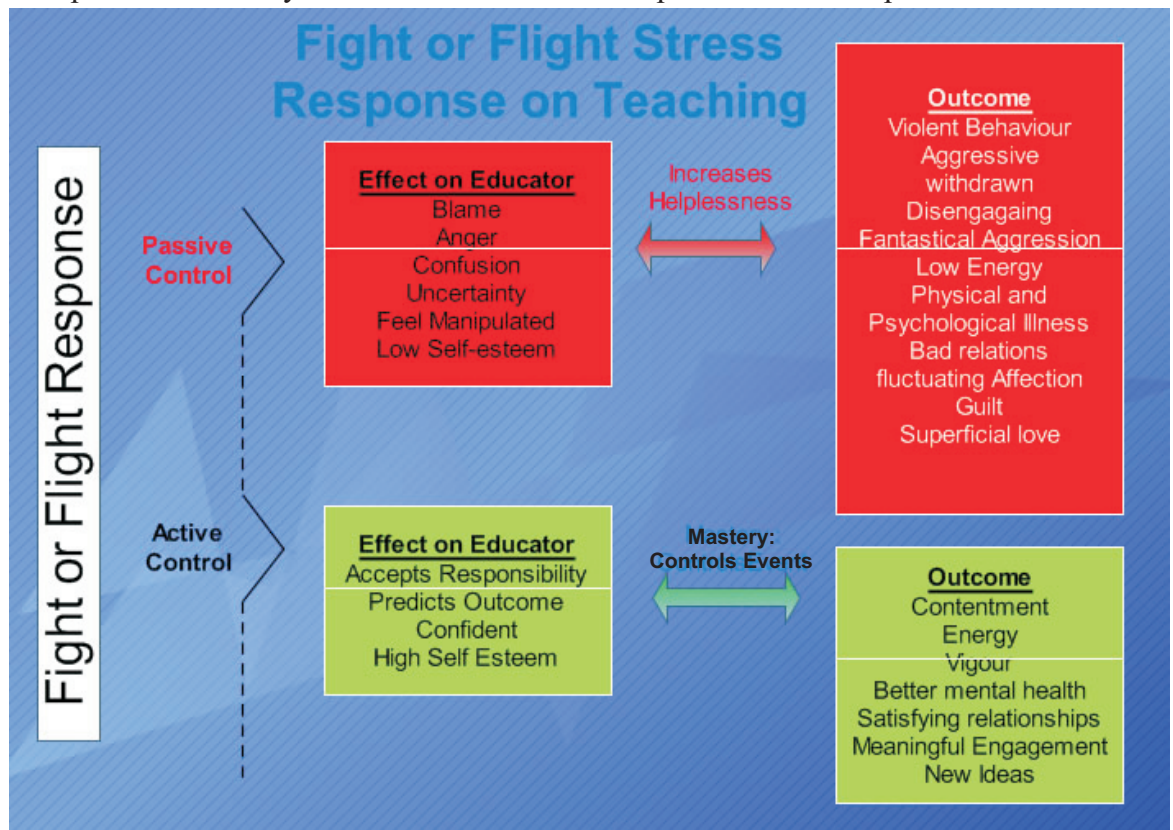 Fight or Flight Stress
Response on Teaching
Fight or Flight Response
Passive
Control
Effect on Educator
Blame
Anger
Confusion
Uncertainty
Feel Manipulated
Low Self-esteem
Increases
Helplessness
Outcome
Violent Behaviour
Aggressive
withdrawn
Disengagaing
Fantastical Aggression
Low Energy
Physical and
Psychological Illness
Bad relations
fluctuating Affection
Guilt
Superficial love
Active
Control
Effect on Educator
Accepts Responsibility
Predicts Outcome
Confident
High Self Esteem
Mastery:
Controls Events
Outcome
Contentment
Energy
Vigour
Better mental health
Satisfying relationships
Meaningful Engagement
New Ideas